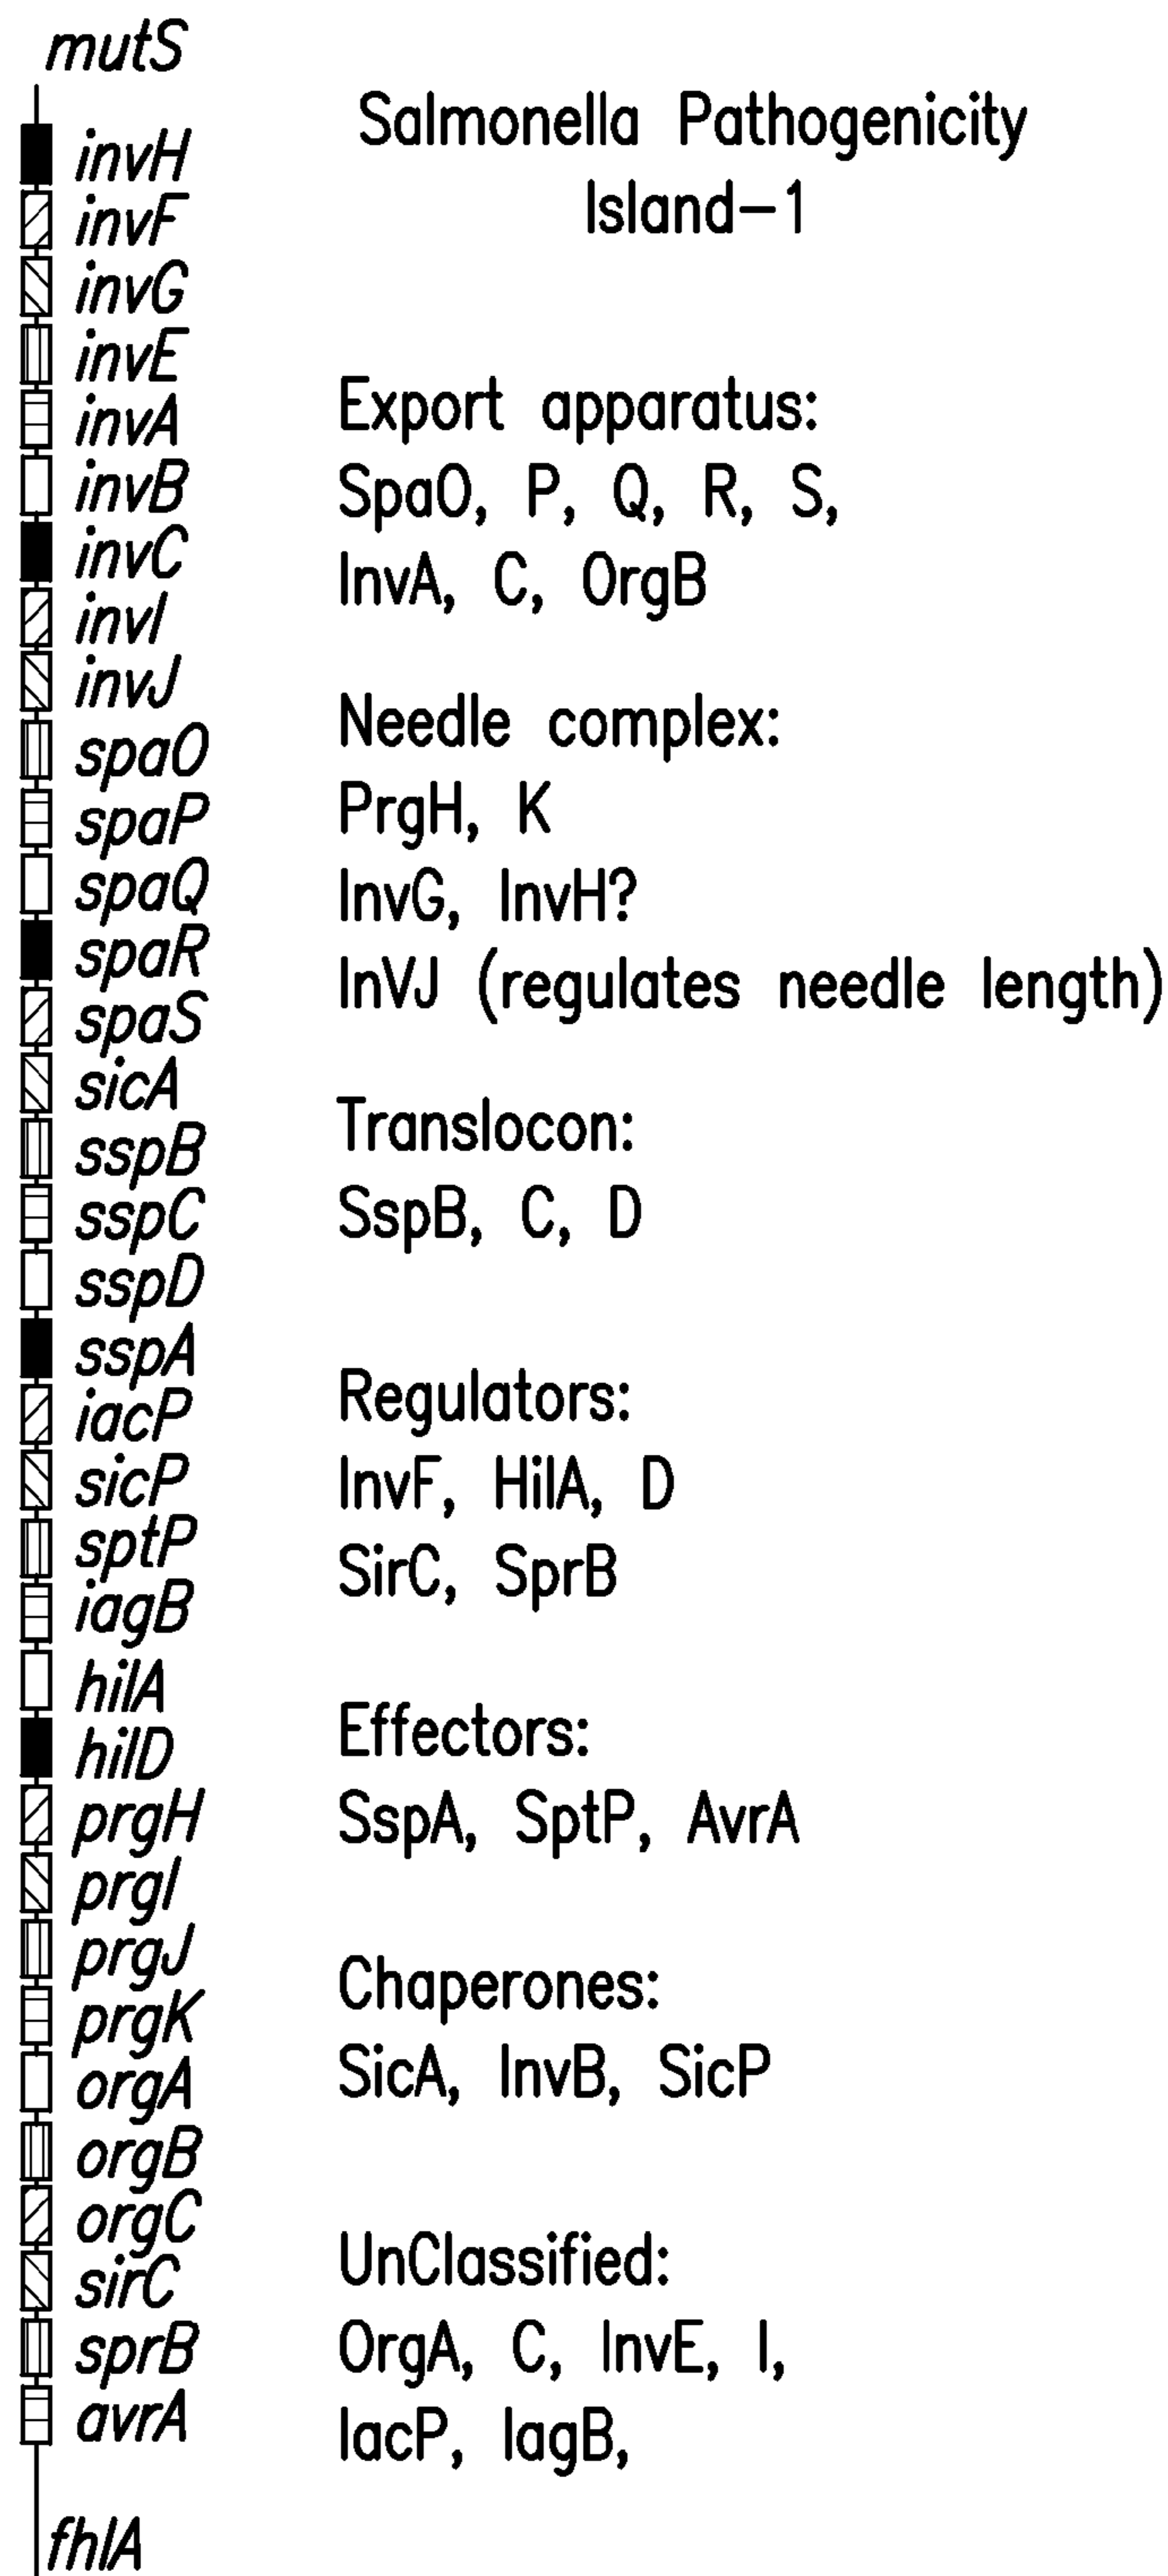 mutS
invH
invF
invG
invE
invA
invB
invC
invI
invJ
spaO
spaP
spaQ
spaR
spaS
sicA
sspB
sspC
sspD
sspA
iacP
sicP
sptP
iagB
hilA
hilD
prgH
prgI
prgJ
prgK
orgA
orgB
orgC
sirC
sprB
avrA
fhlA
Salmonella Pathogenicity
Island-1
Export apparatus:
SpaO, P, Q, R, S,
InvA, C, OrgB
Needle complex:
PrgH, K
InvG, InvH?
InVJ (regulates needle length)
Translocon:
SspB, C, D
Regulators:
InvF, HilA, D
SirC, SprB
Effectors:
SspA, SptP, AvrA
Chaperones:
SicA, InvB, SicP
UnClassified:
OrgA, C, InvE, I,
IacP, IagB,